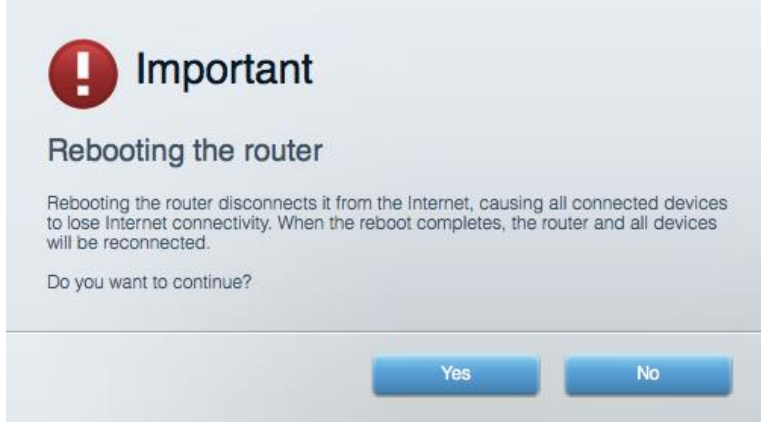 Important
Rebooting the router
Rebooting the router disconnects it from the Internet, causing all connected devices
to lose Internet connectivity. When the reboot completes, the router and all devices
will be reconnected.
Do you want to continue?
Yes
No